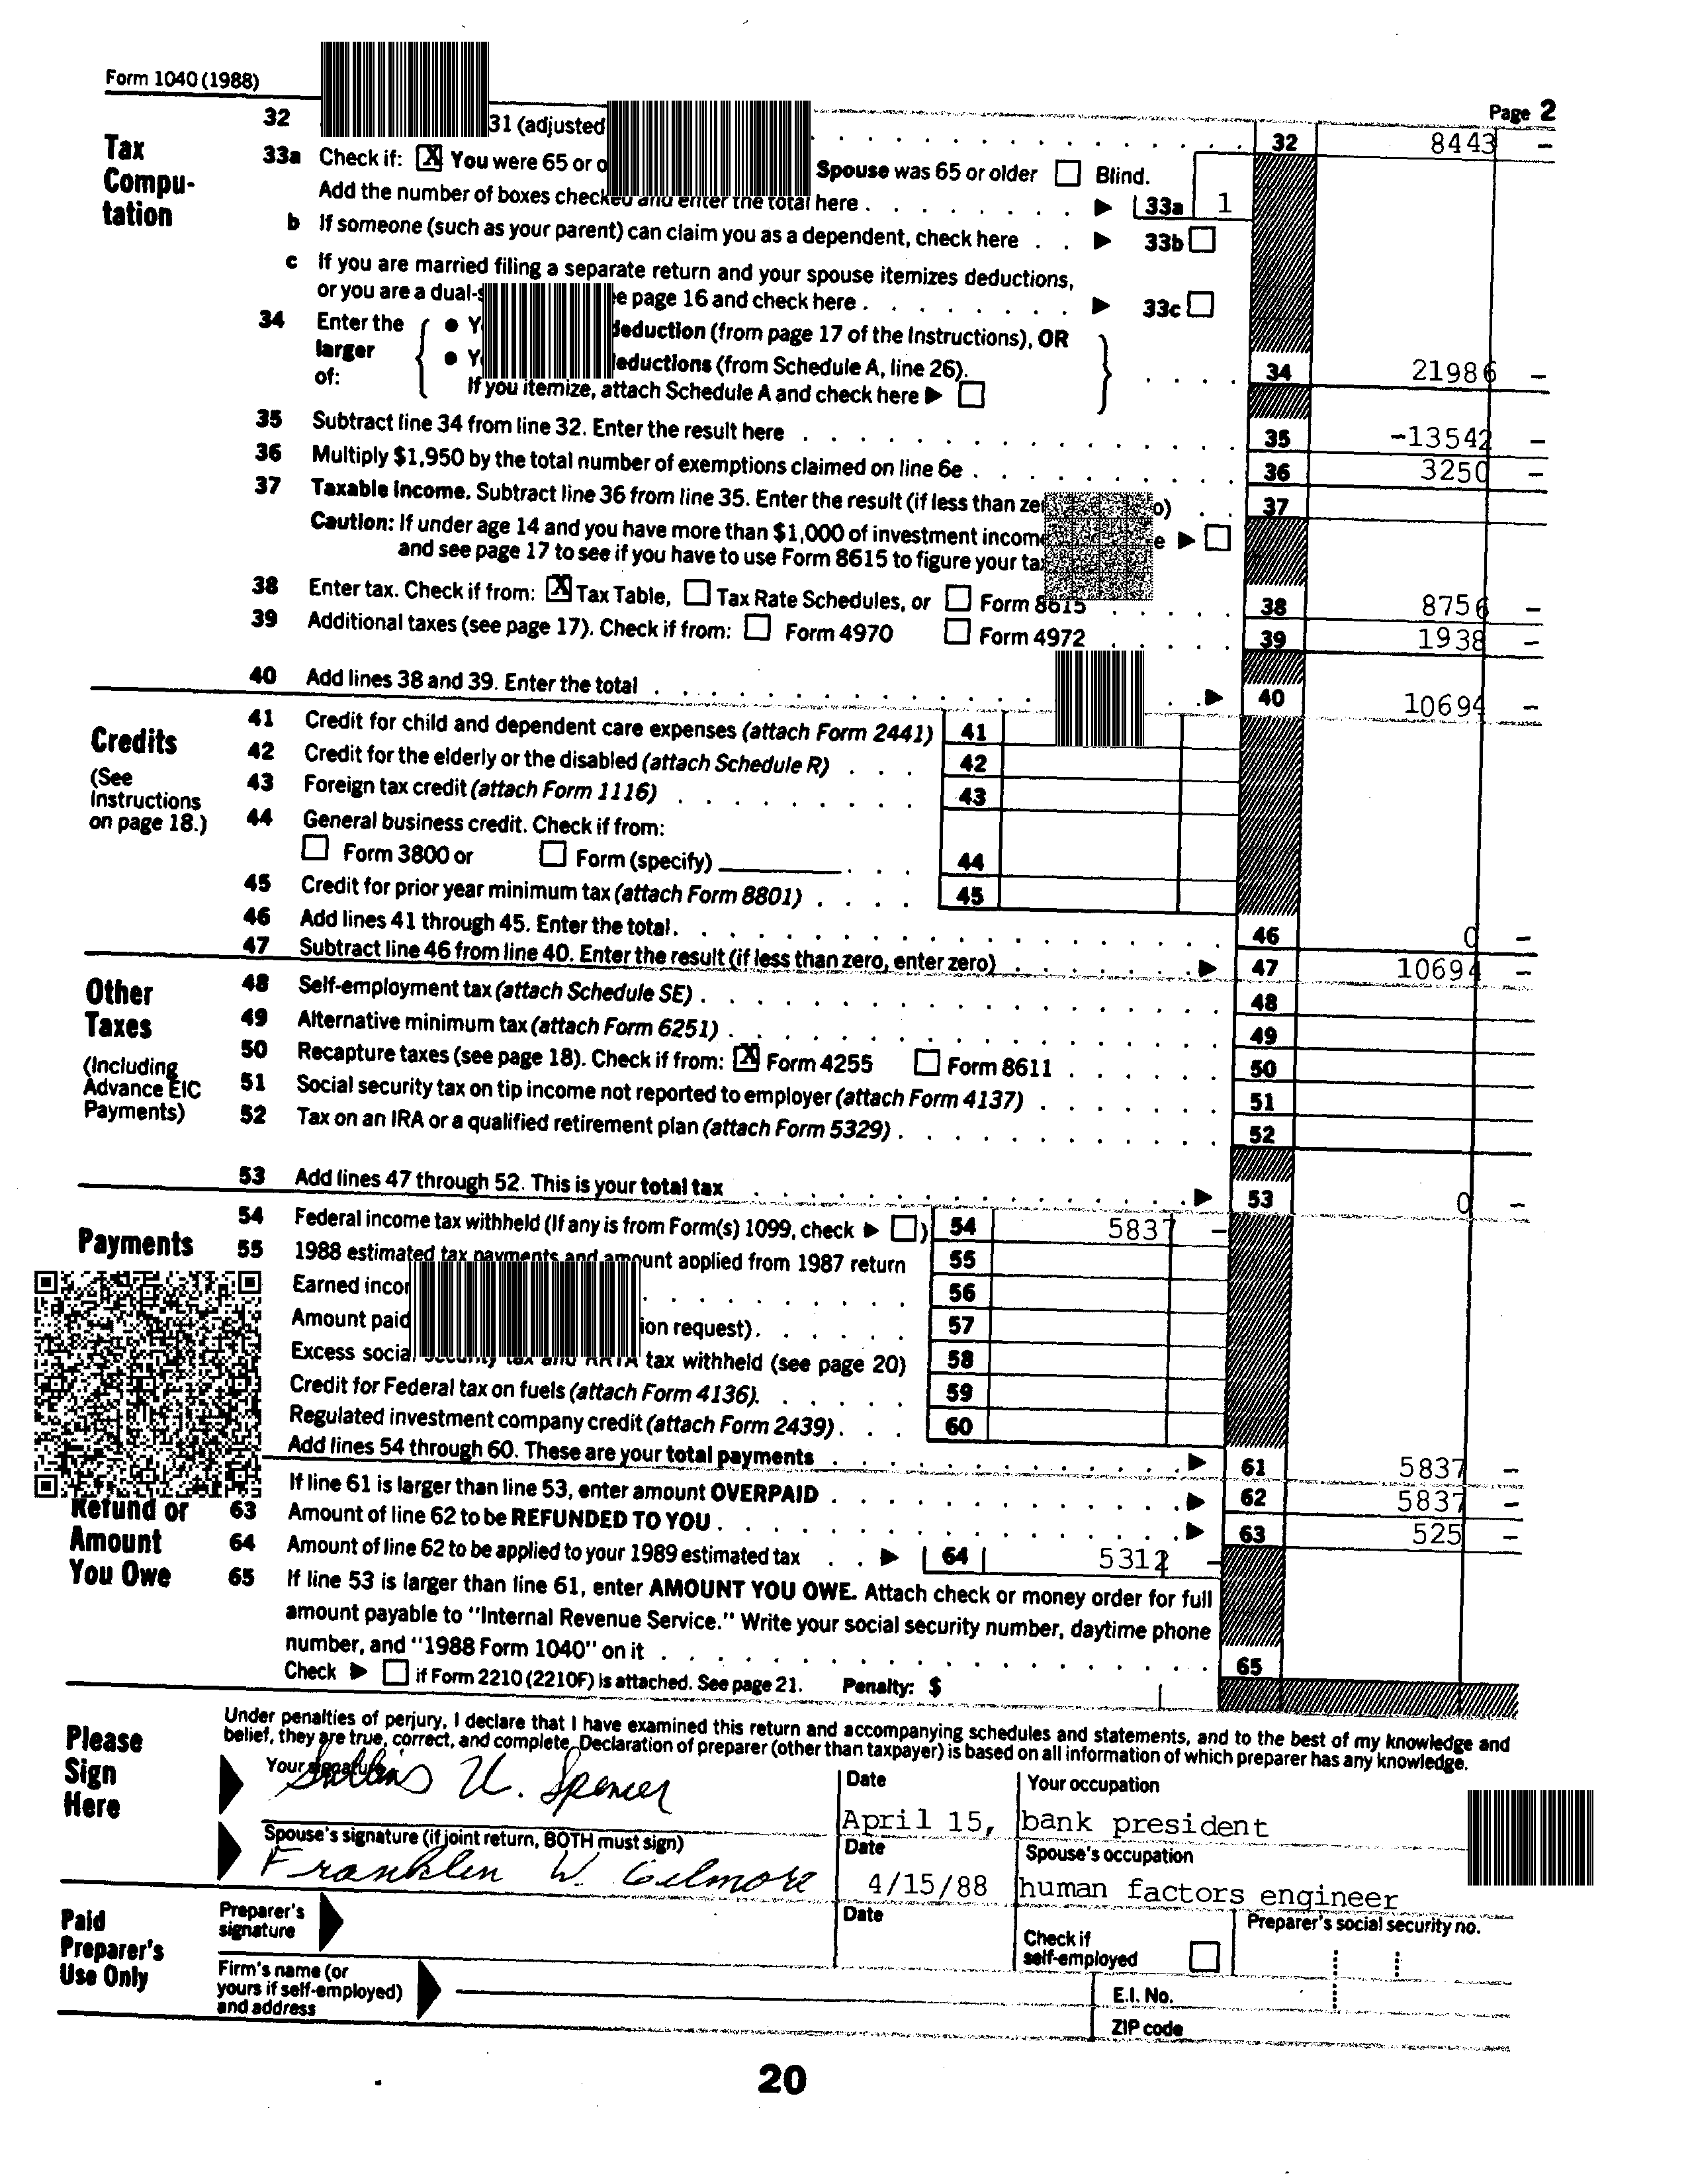 Form 1040 (1988)
Page 2
Tax Compu-tation
32 31 (adjusted 32 8443 –
33a Check if: X You were 65 or o Spouse was 65 or older Blind.
Add the number of boxes checked and enter the total here 33a 1
b If someone (such as your parent) can claim you as a dependent, check here 33b
c If you are married filing a separate return and your spouse itemizes deductions,
or you are a dual-s e page 16 and check here 33c
34 Enter the larger of: • Y deduction (from page 17 of the Instructions), OR
• Y deductions (from Schedule A, line 26).
If you itemize, attach Schedule A and check here 34 21986 –
35 Subtract line 34 from line 32. Enter the result here 35 -13542 –
36 Multiply $1,950 by the total number of exemptions claimed on line 6e 36 3250 –
37 Taxable Income. Subtract line 36 from line 35. Enter the result (if less than ze o) 37
Caution: If under age 14 and you have more than $1,000 of investment income e
and see page 17 to see if you have to use Form 8615 to figure your tax
38 Enter tax. Check if from: X Tax Table, Tax Rate Schedules, or Form 8615 38 8756 –
39 Additional taxes (see page 17). Check if from: Form 4970 Form 4972 39 1938 –
40 Add lines 38 and 39. Enter the total 40 10694 –
Credits
(See Instructions on page 18.)
41 Credit for child and dependent care expenses (attach Form 2441) 41
42 Credit for the elderly or the disabled (attach Schedule R) 42
43 Foreign tax credit (attach Form 1116) 43
44 General business credit. Check if from:
Form 3800 or Form (specify) 44
45 Credit for prior year minimum tax (attach Form 8801) 45
46 Add lines 41 through 45. Enter the total 46 0 –
47 Subtract line 46 from line 40. Enter the result (if less than zero, enter zero) 47 10694 –
Other Taxes
(Including Advance EIC Payments)
48 Self-employment tax (attach Schedule SE) 48
49 Alternative minimum tax (attach Form 6251) 49
50 Recapture taxes (see page 18). Check if from: X Form 4255 Form 8611 50
51 Social security tax on tip income not reported to employer (attach Form 4137) 51
52 Tax on an IRA or a qualified retirement plan (attach Form 5329) 52
53 Add lines 47 through 52. This is your total tax 53 0 –
Payments
54 Federal income tax withheld (If any is from Form(s) 1099, check ) 54 5837 –
55 1988 estimated tax payments and amount applied from 1987 return 55
Earned incor 56
Amount paid ion request) 57
Excess social security tax and RRTA tax withheld (see page 20) 58
Credit for Federal tax on fuels (attach Form 4136) 59
Regulated investment company credit (attach Form 2439) 60
Add lines 54 through 60. These are your total payments 61 5837 –
Refund or Amount You Owe
If line 61 is larger than line 53, enter amount OVERPAID 62 5837 –
63 Amount of line 62 to be REFUNDED TO YOU 63 525 –
64 Amount of line 62 to be applied to your 1989 estimated tax 64 5312 –
65 If line 53 is larger than line 61, enter AMOUNT YOU OWE. Attach check or money order for full
amount payable to "Internal Revenue Service." Write your social security number, daytime phone
number, and "1988 Form 1040" on it 65
Check if Form 2210 (2210F) is attached. See page 21. Penalty: $
Please Sign Here
Under penalties of perjury, I declare that I have examined this return and accompanying schedules and statements, and to the best of my knowledge and
belief, they are true, correct, and complete. Declaration of preparer (other than taxpayer) is based on all information of which preparer has any knowledge.
Your signature U. Spencer
Date
April 15,
Your occupation
bank president
Spouse's signature (if joint return, BOTH must sign)
Franklin W. Gilmore
Date
4/15/88
Spouse's occupation
human factors engineer
Paid Preparer's Use Only
Preparer's signature
Date
Check if self-employed
Preparer's social security no.
Firm's name (or yours if self-employed) and address
E.I. No.
ZIP code
20